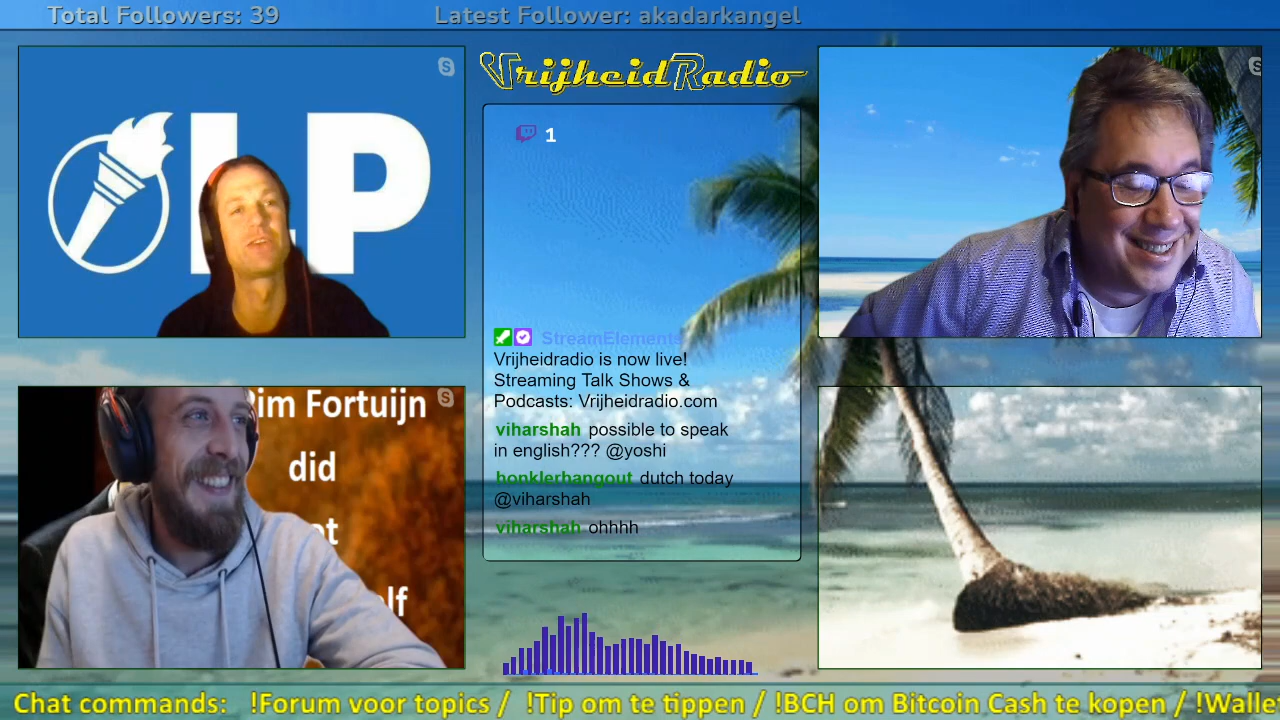 Total Followers: 39
Latest Follower: akadarkangel
LP
VrijheidRadio
1
StreamElements
Vrijheidradio is now live!
Streaming Talk Shows &
Podcasts: Vrijheidradio.com
viharshah possible to speak
in english??? @yoshi
honklerhangout dutch today
@viharshah
viharshah ohhhh
Pim Fortuijn
did
Chat commands: !Forum voor topics / !Tip om te tippen / !BCH om Bitcoin Cash te kopen / !Walle